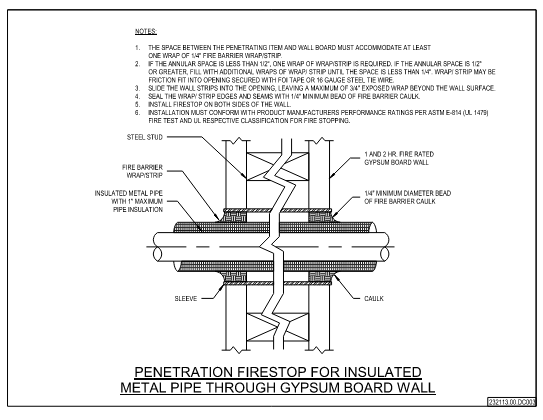 NOTES:
1. THE SPACE BETWEEN THE PENETRATING ITEM AND WALL BOARD MUST ACCOMMODATE AT LEAST
ONE WRAP OF 1/4" FIRE BARRIER WRAP/STRIP.
2. IF THE ANNULAR SPACE IS LESS THAN 1/2", ONE WRAP OF WRAP/STRIP IS REQUIRED. IF THE ANNULAR SPACE IS 1/2"
OR GREATER, FILL WITH ADDITIONAL WRAPS OF WRAP/ STRIP UNTIL THE SPACE IS LESS THAN 1/4". WRAP/ STRIP MAY BE
FRICTION FIT INTO OPENING SECURED WITH FOI TAPE OR 16 GAUGE STEEL TIE WIRE.
3. SLIDE THE WALL STRIPS INTO THE OPENING, LEAVING A MAXIMUM OF 3/4" EXPOSED WRAP BEYOND THE WALL SURFACE.
4. SEAL THE WRAP/ STRIP EDGES AND SEAMS WITH 1/4" MINIMUM BEAD OF FIRE BARRIER CAULK.
5. INSTALL FIRESTOP ON BOTH SIDES OF THE WALL.
6. INSTALLATION MUST CONFORM WITH PRODUCT MANUFACTURERS PERFORMANCE RATINGS PER ASTM E-814 (UL 1479)
FIRE TEST AND UL RESPECTIVE CLASSIFICATION FOR FIRE STOPPING.
STEEL STUD
FIRE BARRIER
WRAP/STRIP
INSULATED METAL PIPE
WITH 1" MAXIMUM
PIPE INSULATION
1 AND 2 HR. FIRE RATED
GYPSUM BOARD WALL
1/4" MINIMUM DIAMETER BEAD
OF FIRE BARRIER CAULK
SLEEVE
CAULK
PENETRATION FIRESTOP FOR INSULATED
METAL PIPE THROUGH GYPSUM BOARD WALL
232113.00.DC003